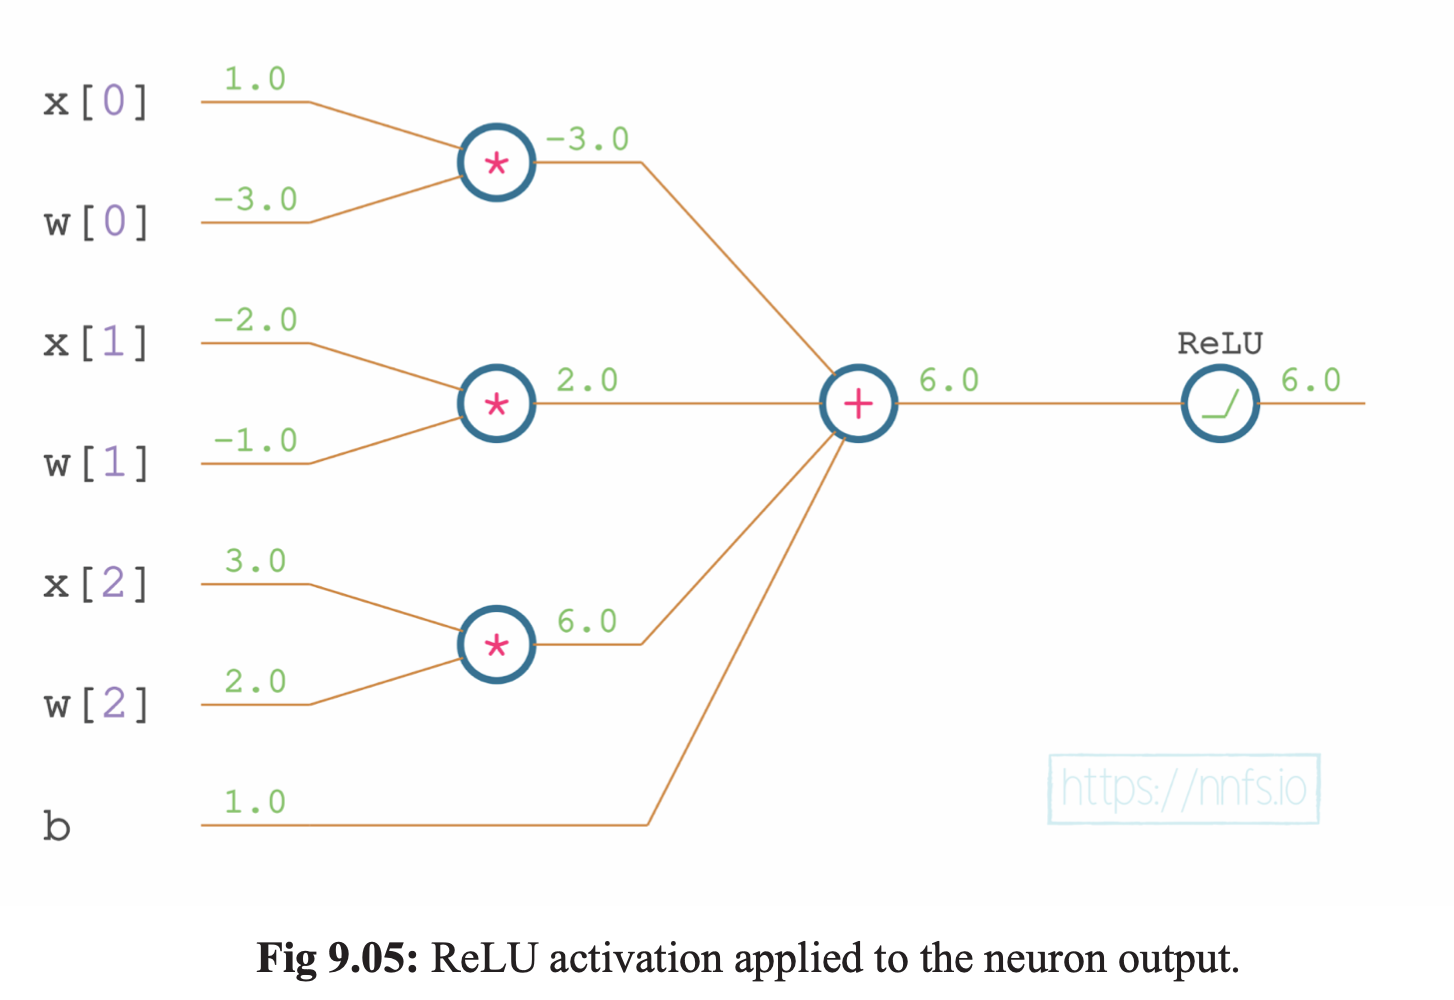 1.0
x[0]
-3.0
-3.0
w[0]
*
-2.0
x[1]
2.0
-1.0
w[1]
*
+
6.0
ReLU
6.0
3.0
x[2]
6.0
2.0
w[2]
*
1.0
b
https://nnfs.io
Fig 9.05: ReLU activation applied to the neuron output.